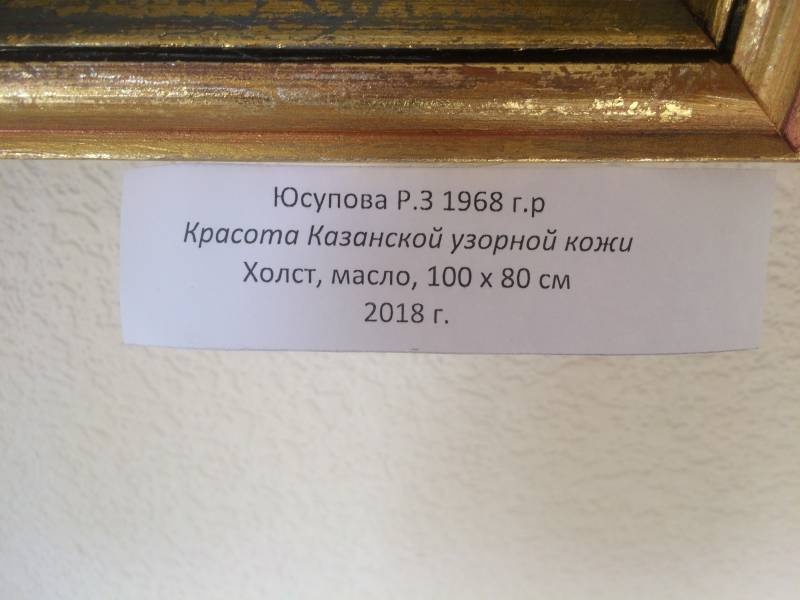 Юсупова Р.З 1968 г.р
Красота Казанской узорной кожи
Холст, масло, 100 х 80 см
2018 г.